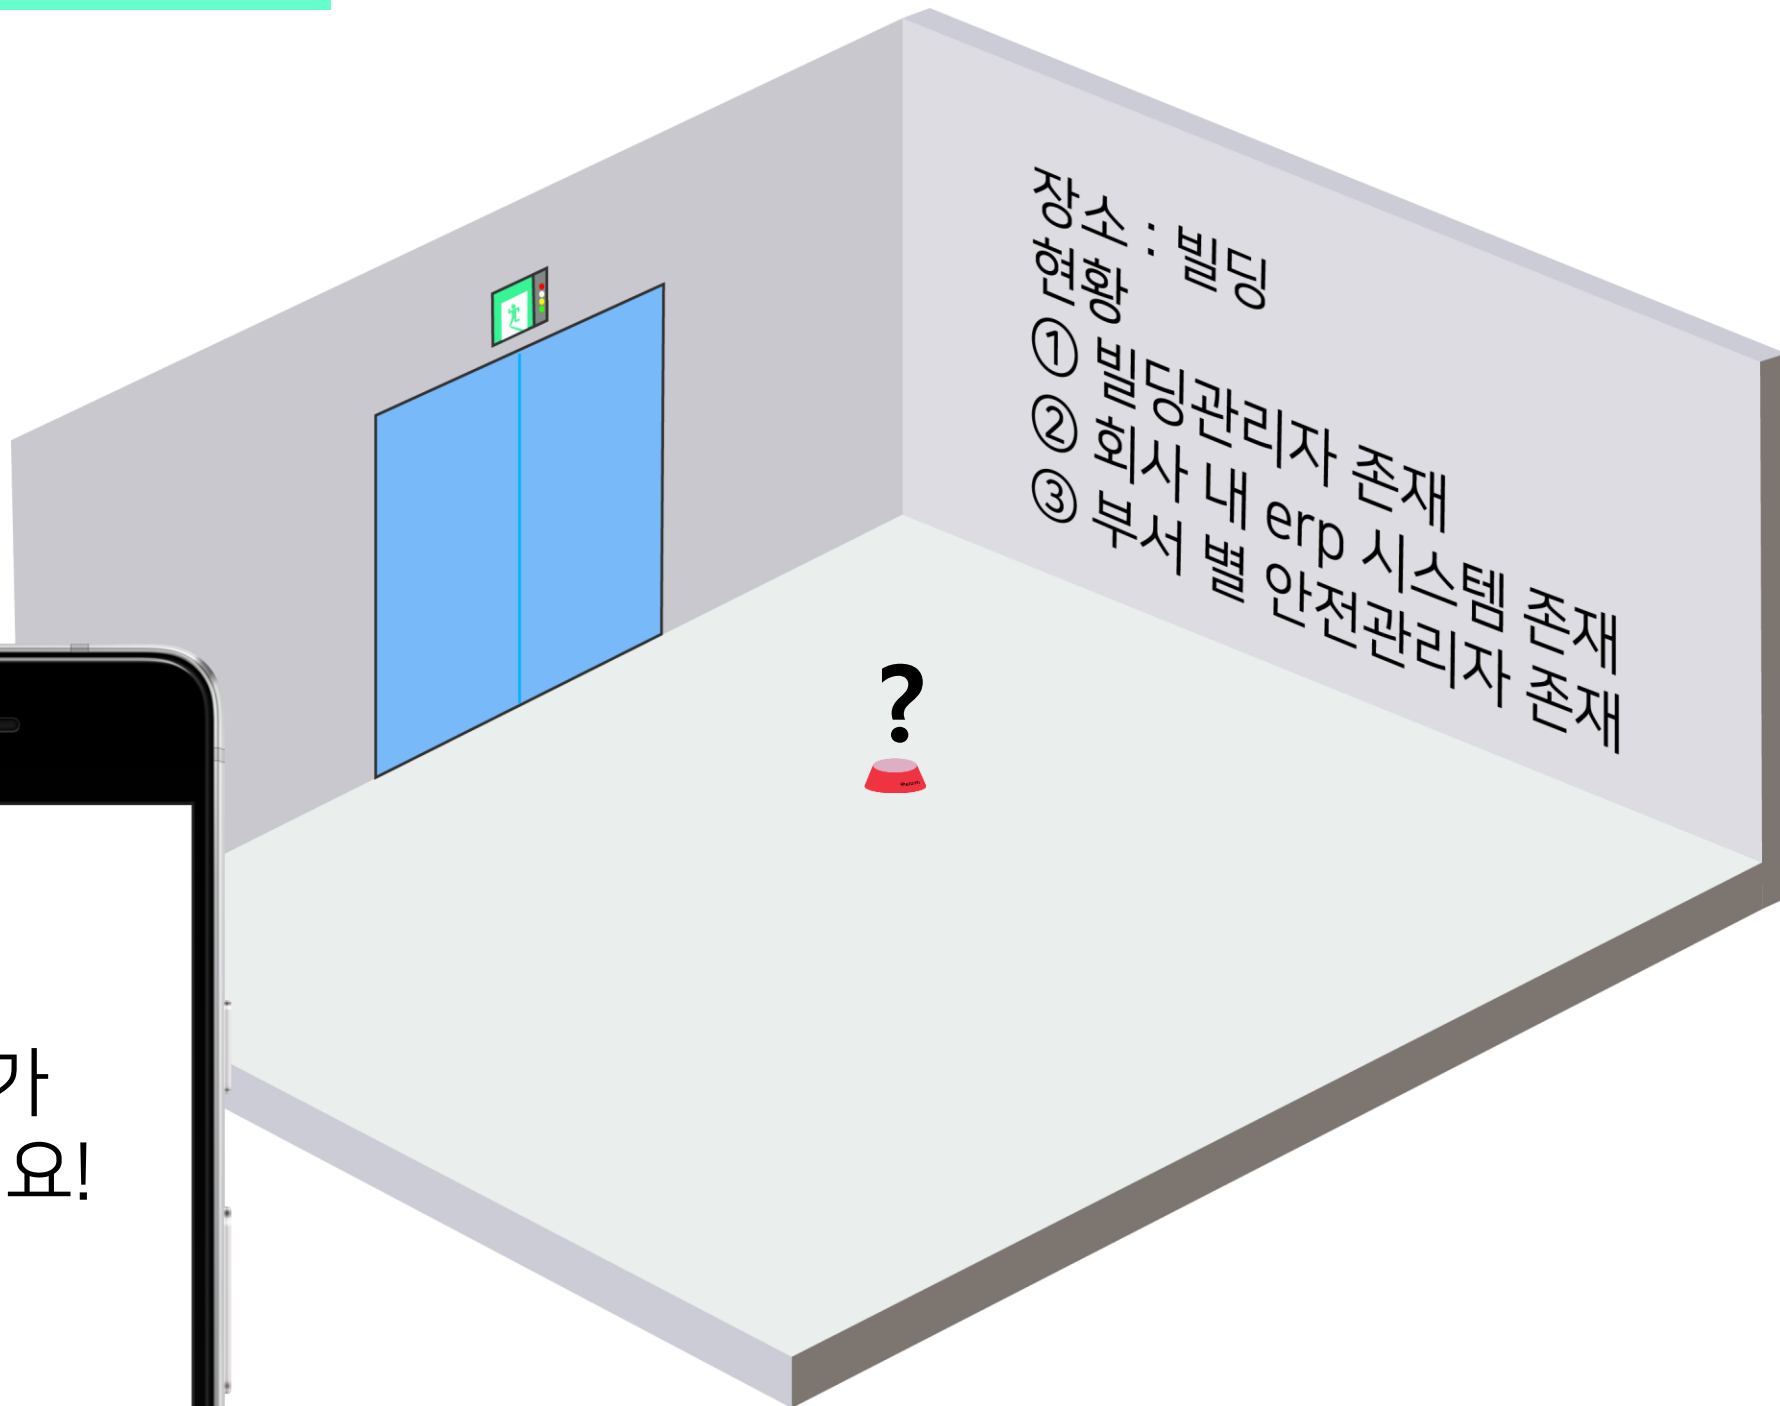 장소 : 빌딩
현황
① 빌딩관리자 존재
② 회사 내 erp 시스템 존재
③ 부서 별 안전관리자 존재
?
가
요!